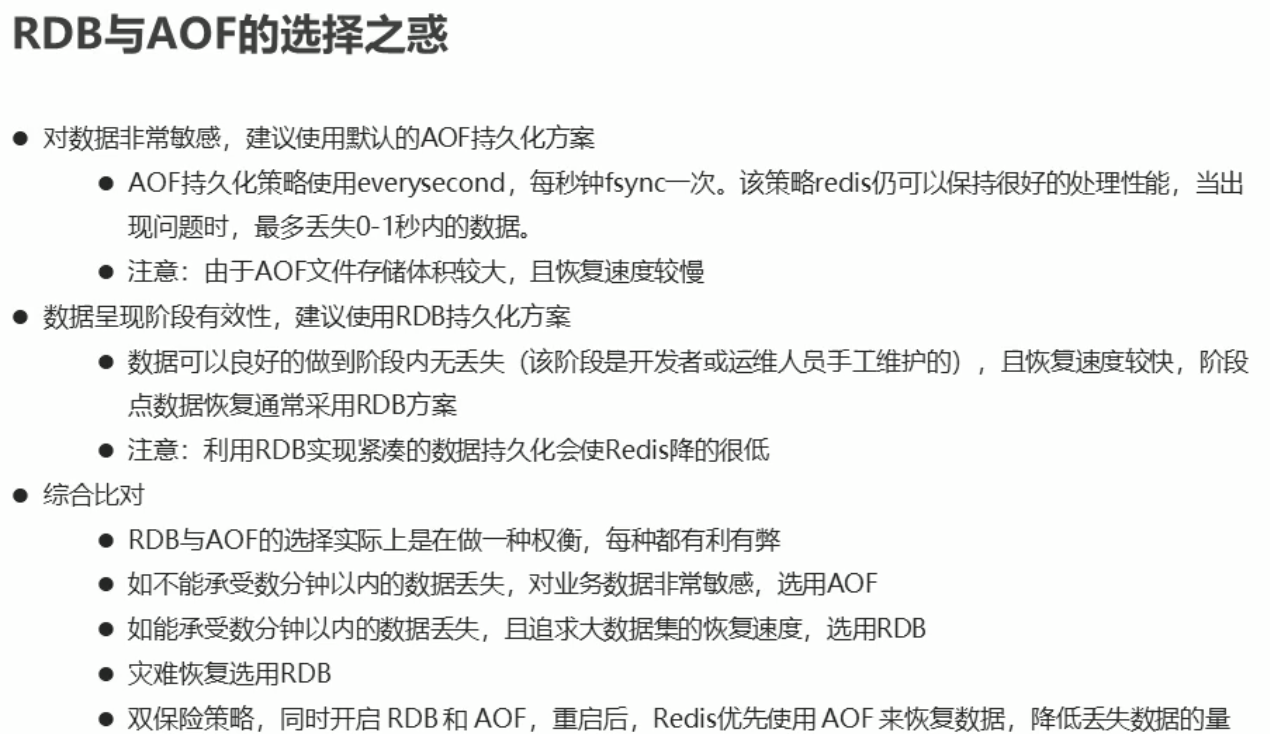 RDB与AOF的选择之惑
● 对数据非常敏感，建议使用默认的AOF持久化方案
● AOF持久化策略使用everysecond，每秒钟fsync一次。该策略redis仍可以保持很好的处理性能，当出
现问题时，最多丢失0-1秒内的数据。
● 注意：由于AOF文件存储体积较大，且恢复速度较慢
● 数据呈现阶段有效性，建议使用RDB持久化方案
● 数据可以良好的做到阶段内无丢失（该阶段是开发者或运维人员手工维护的），且恢复速度较快，阶段
点数据恢复通常采用RDB方案
● 注意：利用RDB实现紧凑的数据持久化会使Redis降的很低
● 综合比对
● RDB与AOF的选择实际上是在做一种权衡，每种都有利有弊
● 如不能承受数分钟以内的数据丢失，对业务数据非常敏感，选用AOF
● 如能承受数分钟以内的数据丢失，且追求大数据集的恢复速度，选用RDB
● 灾难恢复选用RDB
● 双保险策略，同时开启 RDB 和 AOF，重启后，Redis优先使用 AOF 来恢复数据，降低丢失数据的量